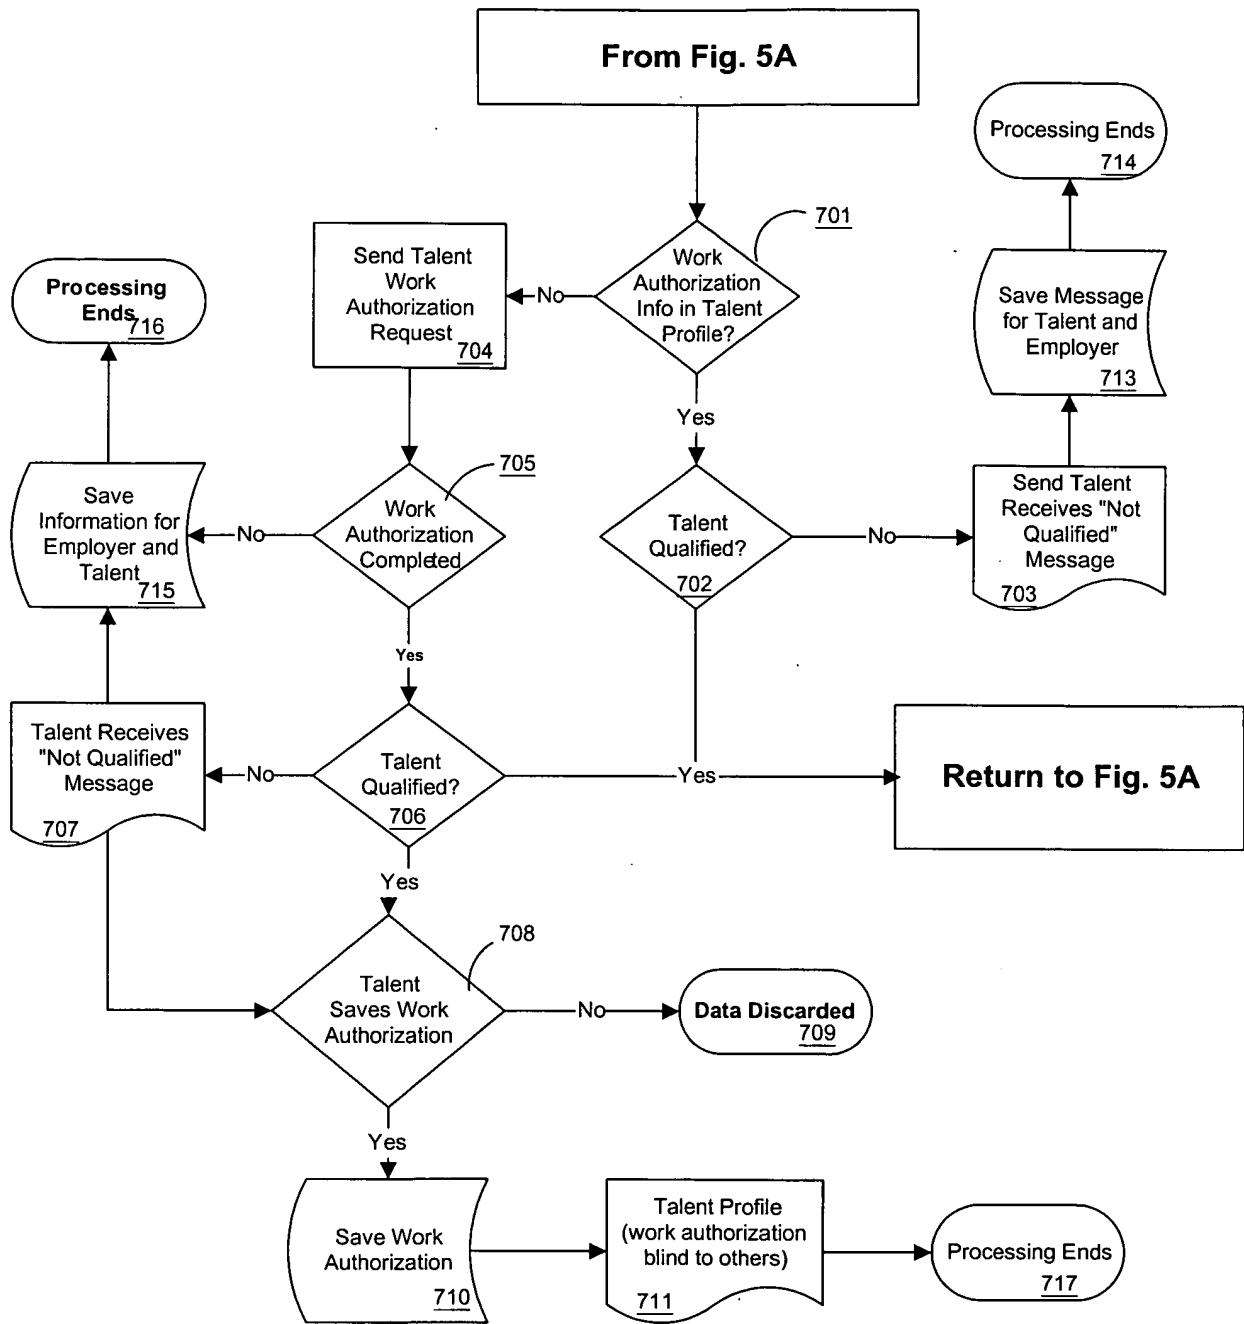 From Fig. 5A
Processing Ends
714
701
Work
Authorization
Info in Talent
Profile?
No
Send Talent
Work
Authorization
Request
704
Processing
Ends
716
Save Message
for Talent and
Employer
713
Yes
705
Work
Authorization
Completed
No
Save
Information for
Employer and
Talent
715
Talent
Qualified?
702
No
Send Talent
Receives "Not
Qualified"
Message
703
Yes
Talent Receives
"Not Qualified"
Message
707
No
Talent
Qualified?
706
Yes
Return to Fig. 5A
Yes
708
Talent
Saves Work
Authorization
No
Data Discarded
709
Yes
Save Work
Authorization
710
Talent Profile
(work authorization
blind to others)
711
Processing Ends
717